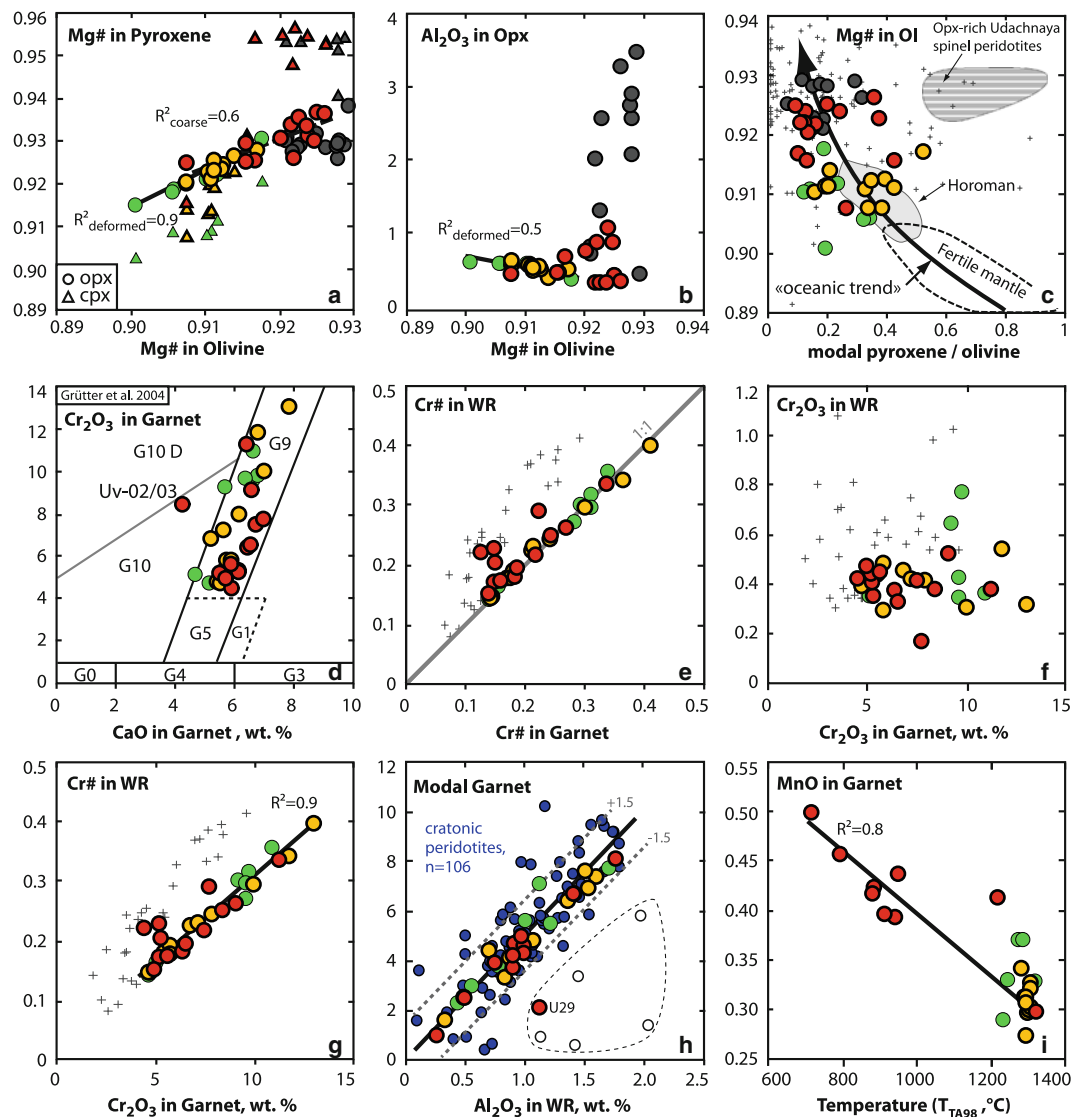 Mg# in Pyroxene
0.96
0.95
0.94
0.93
0.92
0.91
0.90
0.89
R²coarse=0.6
R²deformed=0.9
opx
cpx
a
0.89 0.90 0.91 0.92 0.93
Mg# in Olivine
Al₂O₃ in Opx
4
3
2
1
0
R²deformed=0.5
b
0.89 0.90 0.91 0.92 0.93 0.94
Mg# in Olivine
Mg# in Ol
0.94
0.93
0.92
0.91
0.90
0.89
Opx-rich Udachnaya
spinel peridotites
Horoman
Fertile mantle
«oceanic trend»
c
0 0.2 0.4 0.6 0.8 1
modal pyroxene / olivine
Grütter et al. 2004
Cr₂O₃ in Garnet
14
12
10
8
6
4
2
0
G10 D
G9
Uv-02/03
G10
G5
G1
G0
G4
G3
d
0 2 4 6 8 10
CaO in Garnet , wt. %
Cr# in WR
0.5
0.4
0.3
0.2
0.1
0
1:1
e
0 0.1 0.2 0.3 0.4 0.5
Cr# in Garnet
Cr₂O₃ in WR
1.2
1.0
0.8
0.6
0.4
0.2
0
f
0 5 10 15
Cr₂O₃ in Garnet, wt. %
Cr# in WR
0.5
0.4
0.3
0.2
0.1
0
R²=0.9
g
0 5 10 15
Cr₂O₃ in Garnet, wt. %
Modal Garnet
12
10
8
6
4
2
0
+1.5
-1.5
cratonic
peridotites,
n=106
U29
h
0 0.5 1.0 1.5 2.0 2.5
Al₂O₃ in WR, wt. %
MnO in Garnet
0.55
0.50
0.45
0.40
0.35
0.30
0.25
R²=0.8
i
600 800 1000 1200 1400
Temperature (T TA98 ,°C)